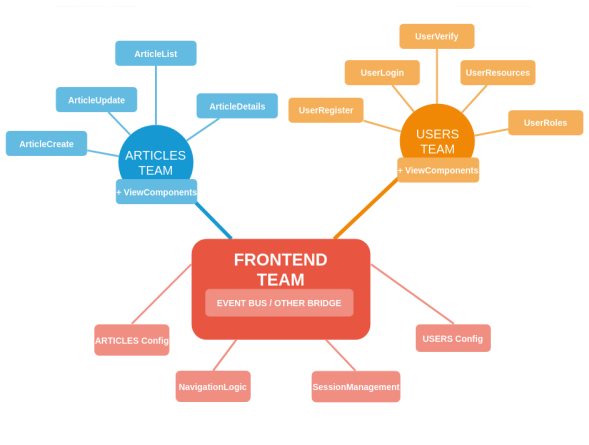 UserVerify
ArticleList
UserLogin
UserResources
ArticleUpdate
ArticleDetails
UserRegister
UserRoles
ArticleCreate
ARTICLES
TEAM
+ ViewComponents
USERS
TEAM
+ ViewComponents
FRONTEND
TEAM
EVENT BUS / OTHER BRIDGE
ARTICLES Config
USERS Config
NavigationLogic
SessionManagement